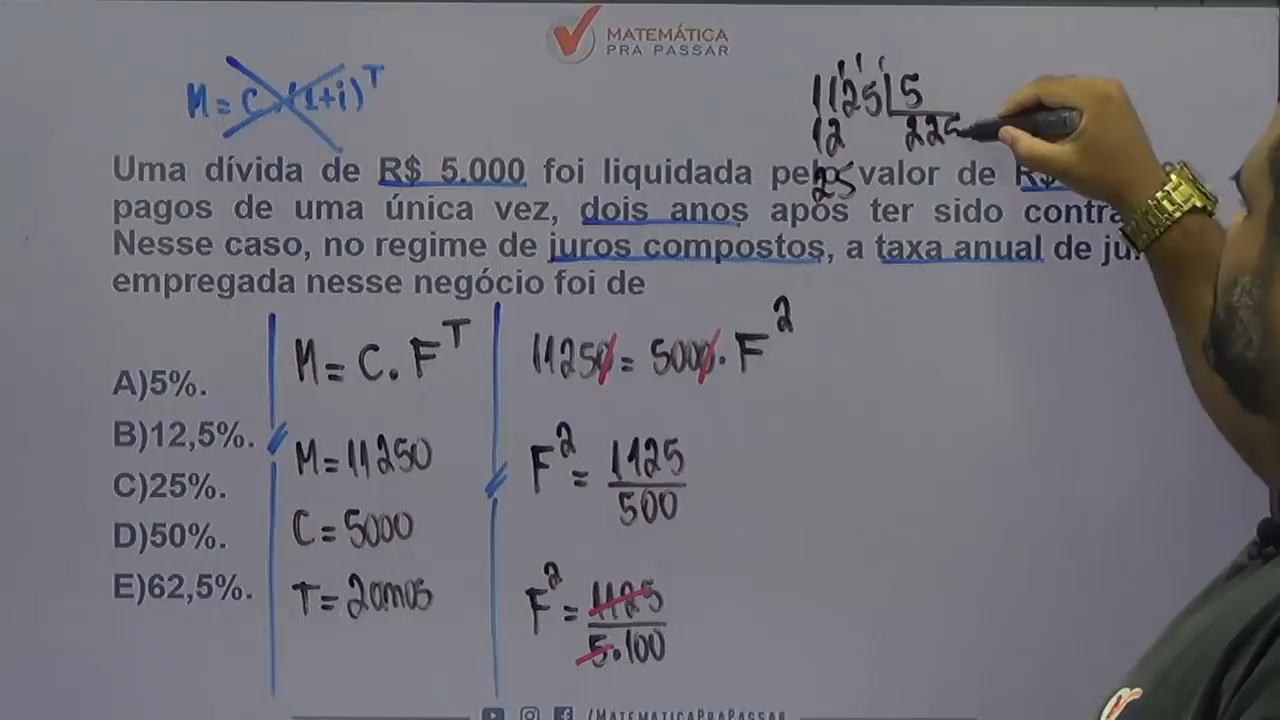 MATEMÁTICA
PRA PASSAR
M = C . (1+i)^T
1125 | 5
12 225
25
Uma dívida de R$ 5.000 foi liquidada pelo valor de R$
pagos de uma única vez, dois anos após ter sido contra
Nesse caso, no regime de juros compostos, a taxa anual de ju
empregada nesse negócio foi de
A)5%.
B)12,5%.
C)25%.
D)50%.
E)62,5%.
M = C . F^T
M = 11250
C = 5000
T = 2 anos
11250 = 5000 . F^2
F^2 = 1125/500
F^2 = 1125/5.100
/MATEMATICAPRAPASSAR